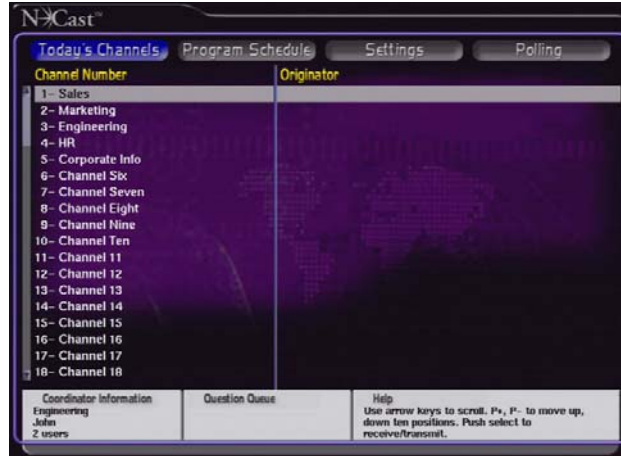 N Cast™
Today's Channels Program Schedule Settings Polling
Channel Number Originator
1- Sales
2- Marketing
3- Engineering
4- HR
5- Corporate Info
6- Channel Six
7- Channel Seven
8- Channel Eight
9- Channel Nine
10- Channel Ten
11- Channel 11
12- Channel 12
13- Channel 13
14- Channel 14
15- Channel 15
16- Channel 16
17- Channel 17
18- Channel 18
Coordinator Information
Engineering
John
2 users
Question Queue
Help
Use arrow keys to scroll. P+, P- to move up,
down ten positions. Push select to
receive/transmit.